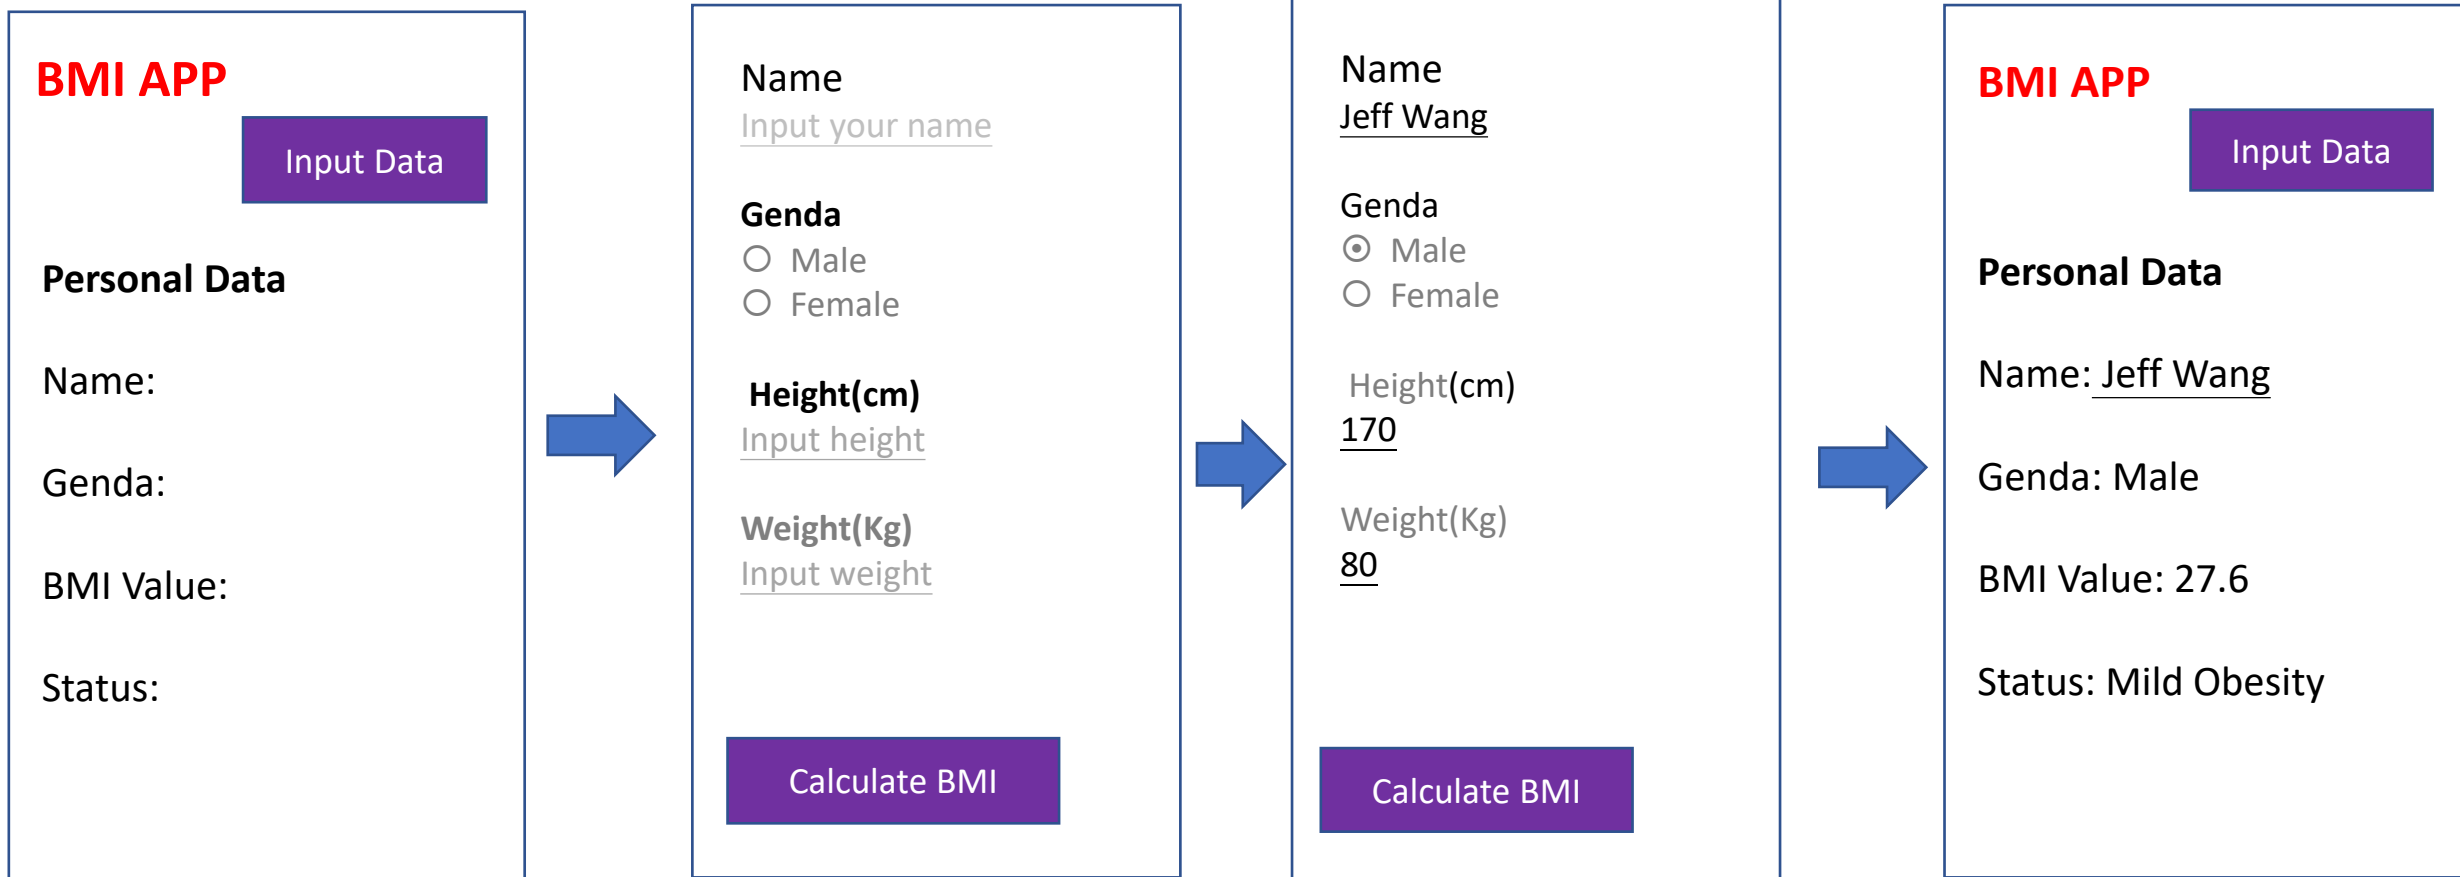 BMI APP
Input Data
Personal Data
Name:
Genda:
BMI Value:
Status:
Name
Input your name
Genda
Male
Female
Height(cm)
Input height
Weight(Kg)
Input weight
Calculate BMI
Name
Jeff Wang
Genda
Male
Female
Height(cm)
170
Weight(Kg)
80
Calculate BMI
BMI APP
Input Data
Personal Data
Name: Jeff Wang
Genda: Male
BMI Value: 27.6
Status: Mild Obesity